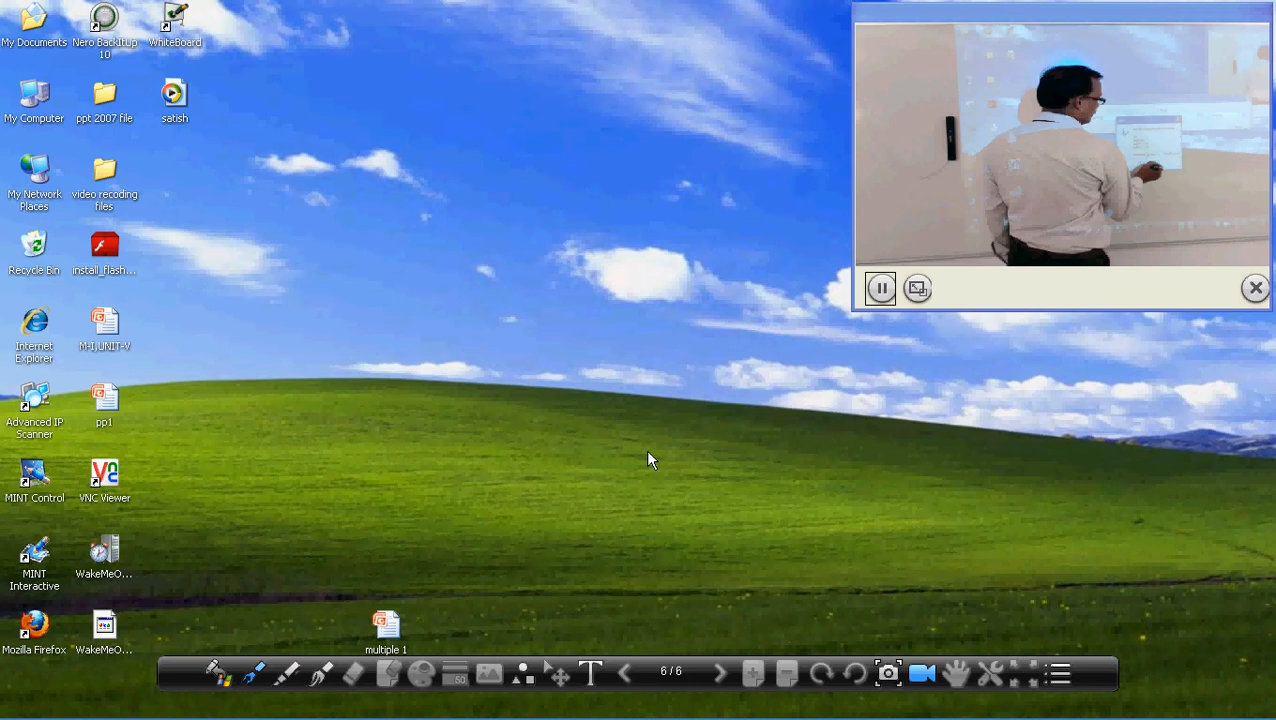 My Documents
Nero BackItUp
10
WhiteBoard
My Computer
ppt 2007 file
satish
My Network
Places
video recoding
files
Recycle Bin
install_flash...
Internet
Explorer
M-I,UNIT-V
Advanced IP
Scanner
pp1
MINT Control
VNC Viewer
MINT
Interactive
WakeMeO...
Mozilla Firefox
WakeMeO...
multiple 1
50
T
6/6